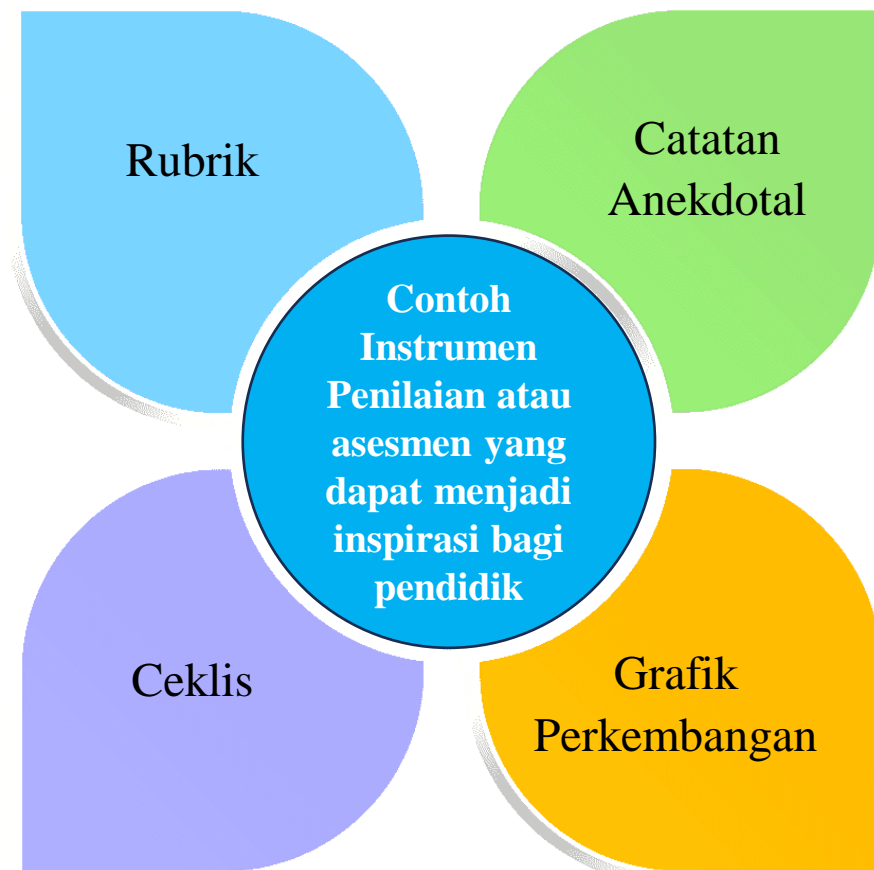 Rubrik
Catatan
Anekdotal
Contoh
Instrumen
Penilaian atau
asesmen yang
dapat menjadi
inspirasi bagi
pendidik
Ceklis
Grafik
Perkembangan